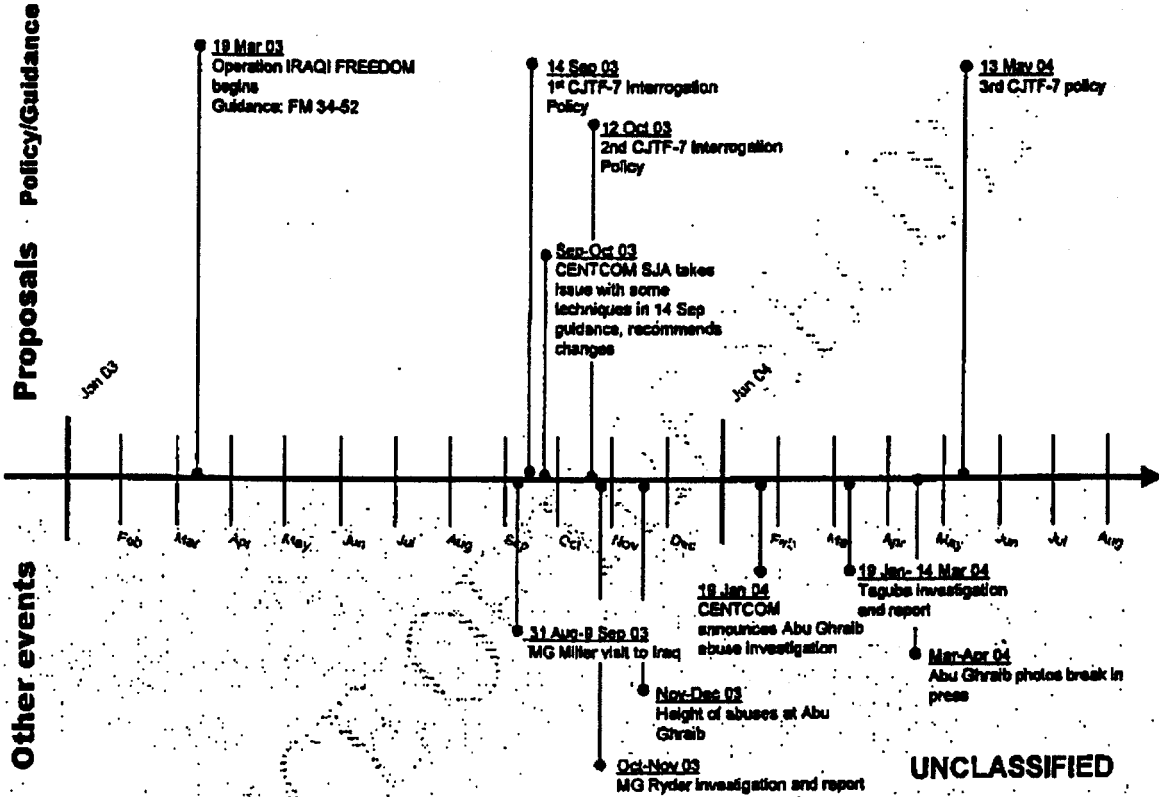 Proposals Policy/Guidance
19 Mar 03
Operation IRAQI FREEDOM
begins
Guidance: FM 34-52
14 Sep 03
1st CJTF-7 Interrogation
Policy
12 Oct 03
2nd CJTF-7 Interrogation
Policy
13 May 04
3rd CJTF-7 policy
Sep-Oct 03
CENTCOM SJA takes
issue with some
techniques in 14 Sep
guidance, recommends
changes
Jan 03
Jun 04
Feb Mar Apr May Jun Jul Aug Sep Oct Nov Dec Feb Mar Apr May Jun Jul Aug
Other events
31 Aug-9 Sep 03
MG Miller visit to Iraq
Oct-Nov 03
MG Ryder investigation and report
Nov-Dec 03
Height of abuses at Abu
Ghraib
19 Jan 04
CENTCOM
announces Abu Ghraib
abuse investigation
19 Jan- 14 Mar 04
Taguba investigation
and report
Mar-Apr 04
Abu Ghraib photos break in
press
UNCLASSIFIED